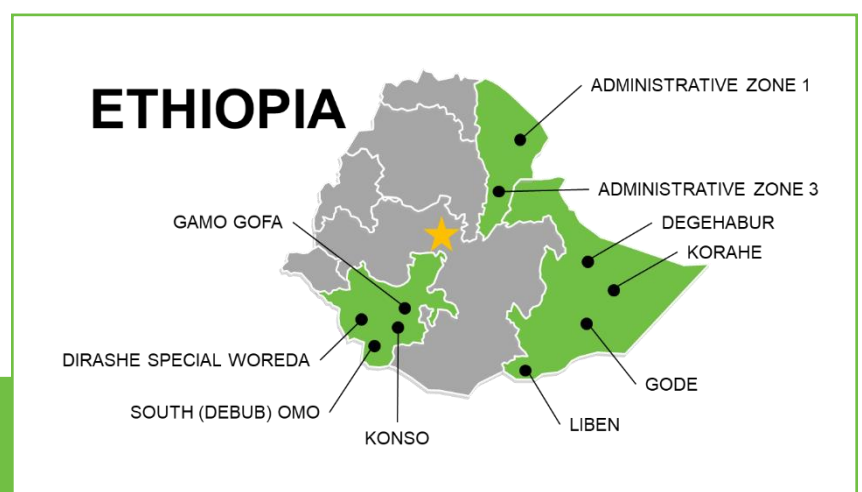 ETHIOPIA
ADMINISTRATIVE ZONE 1
ADMINISTRATIVE ZONE 3
GAMO GOFA
DEGEHABUR
KORAHE
DIRASHE SPECIAL WOREDA
GODE
SOUTH (DEBUB) OMO
LIBEN
KONSO